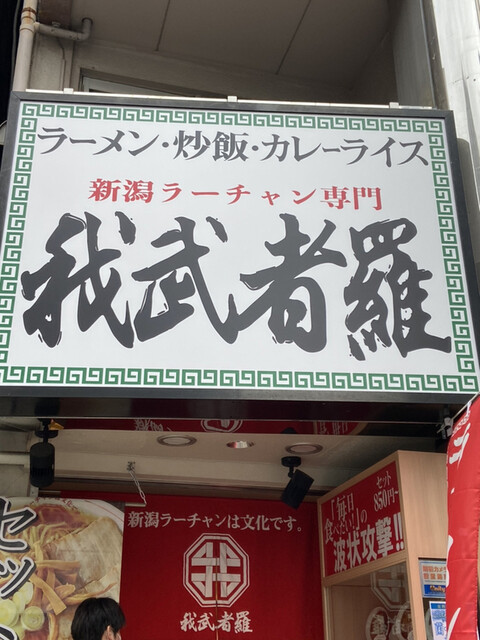 ラーメン・炒飯・カレーライス
新潟ラーチャン専門
我武者羅
新潟ラーチャンは文化です。
我武者羅
セット
850円~
「毎日
食べたい!」の
波状攻撃!!
セッ